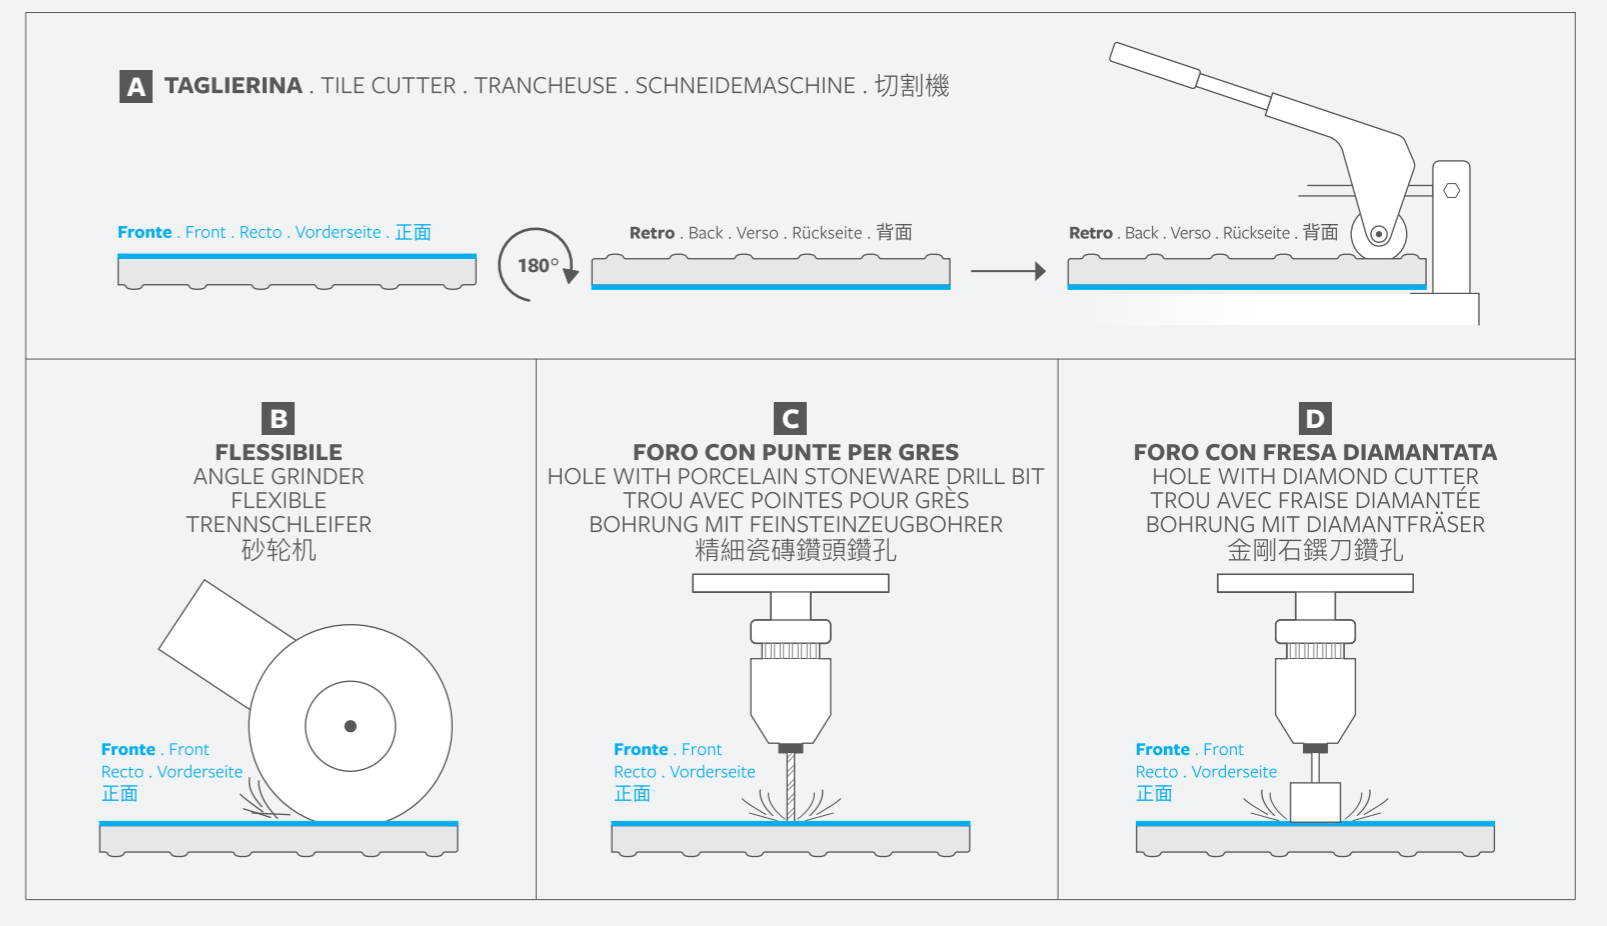 A TAGLIERINA . TILE CUTTER . TRANCHEUSE . SCHNEIDEMASCHINE . 切割機
Fronte . Front . Recto . Vorderseite . 正面
180°
Retro . Back . Verso . Rückseite . 背面
Retro . Back . Verso . Rückseite . 背面
B
FLESSIBILE
ANGLE GRINDER
FLEXIBLE
TRENNSCHLEIFER
砂轮机
Fronte . Front
Recto . Vorderseite
正面
C
FORO CON PUNTE PER GRES
HOLE WITH PORCELAIN STONEWARE DRILL BIT
TROU AVEC POINTES POUR GRÈS
BOHRUNG MIT FEINSTEINZEUGBOHRER
精細瓷磚鑽頭鑽孔
Fronte . Front
Recto . Vorderseite
正面
D
FORO CON FRESA DIAMANTATA
HOLE WITH DIAMOND CUTTER
TROU AVEC FRAISE DIAMANTÉE
BOHRUNG MIT DIAMANTFRÄSER
金剛石鐉刀鑽孔
Fronte . Front
Recto . Vorderseite
正面